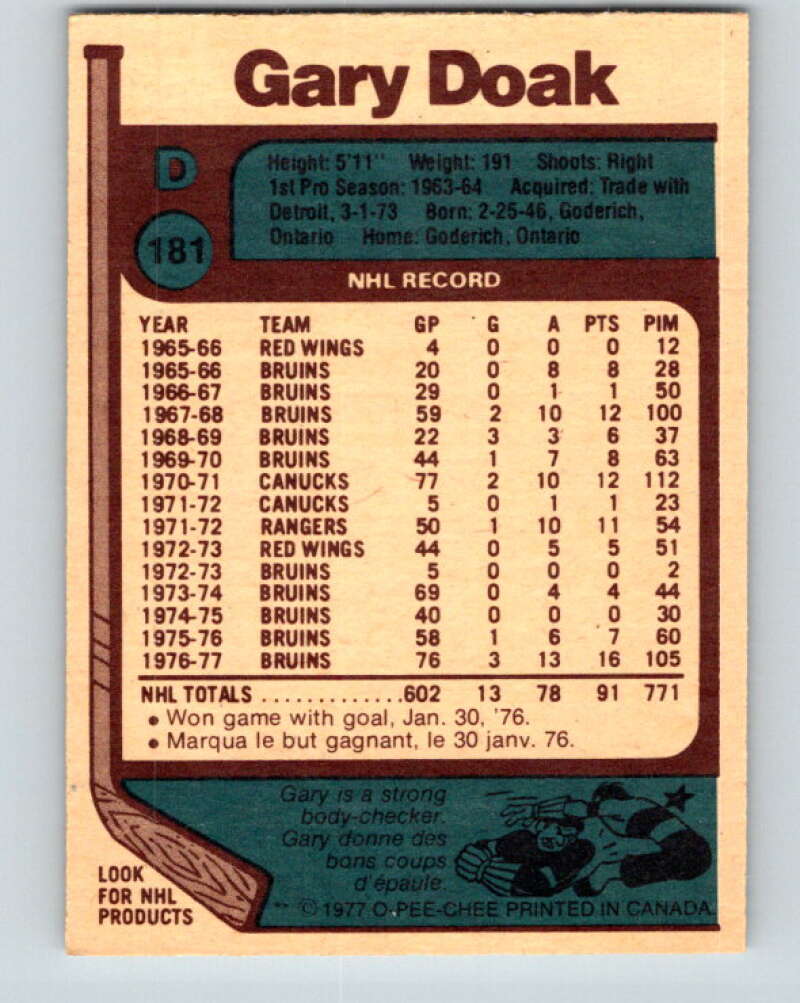 Gary Doak
D
181
Height: 5'11" Weight: 191 Shoots: Right
1st Pro Season: 1963-64 Acquired: Trade with
Detroit, 3-1-73 Born: 2-25-46, Goderich,
Ontario Home: Goderich, Ontario
NHL RECORD
YEAR TEAM GP G A PTS PIM
1965-66 RED WINGS 4 0 0 0 12
1965-66 BRUINS 20 0 8 8 28
1966-67 BRUINS 29 0 1 1 50
1967-68 BRUINS 59 2 10 12 100
1968-69 BRUINS 22 3 3 6 37
1969-70 BRUINS 44 1 7 8 63
1970-71 CANUCKS 77 2 10 12 112
1971-72 CANUCKS 5 0 1 1 23
1971-72 RANGERS 50 1 10 11 54
1972-73 RED WINGS 44 0 5 5 51
1972-73 BRUINS 5 0 0 0 2
1973-74 BRUINS 69 0 4 4 44
1974-75 BRUINS 40 0 0 0 30
1975-76 BRUINS 58 1 6 7 60
1976-77 BRUINS 76 3 13 16 105
NHL TOTALS .............602 13 78 91 771
• Won game with goal, Jan. 30, '76.
• Marqua le but gagnant, le 30 janv. 76.
Gary is a strong
body-checker.
Gary donne des
bons coups
d'épaule.
LOOK
FOR NHL
PRODUCTS
** © 1977 O-PEE-CHEE PRINTED IN CANADA.